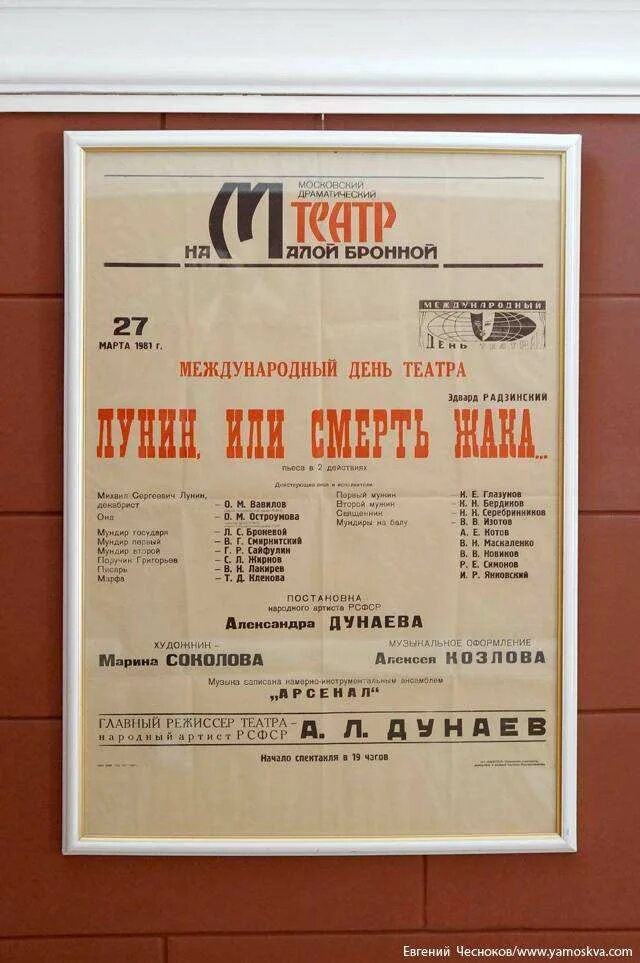 МОСКОВСКИЙ
ДРАМАТИЧЕСКИЙ
ТЕАТР
НА МАЛОЙ БРОННОЙ
27
МАРТА 1981 г.
МЕЖДУНАРОДНЫЙ
ДЕНЬ ТЕАТРА
МЕЖДУНАРОДНЫЙ ДЕНЬ ТЕАТРА
Эдвард РАДЗИНСКИЙ
ЛУНИН, ИЛИ СМЕРТЬ ЖАКА...
пьеса в 2 действиях
Действующие лица и исполнители
Михаил Сергеевич Лунин,
декабрист – О. М. Вавилов
Она – О. М. Остроумова
Мундир государя – Л. С. Броневой
Мундир первый – В. Г. Смирнитский
Мундир второй – Г. Р. Сайфулин
Поручик Григорьев – С. Л. Жирнов
Писарь – В. Н. Лакирев
Марфа – Т. Д. Кленова
Первый мужик – Н. Е. Глазунов
Второй мужик – К. Н. Бердиков
Священник – Н. Н. Серебренников
Мундиры на балу – В. В. Изотов
А. Е. Котов
В. Н. Маскаленко
В. В. Новиков
Р. Е. Симонов
И. Р. Янковский
ПОСТАНОВКА
народного артиста РСФСР
Александра ДУНАЕВА
ХУДОЖНИК –
Марина СОКОЛОВА
МУЗЫКАЛЬНОЕ ОФОРМЛЕНИЕ
Алексея КОЗЛОВА
Музыка записана камерно-инструментальным ансамблем
„АРСЕНАЛ“
ГЛАВНЫЙ РЕЖИССЕР ТЕАТРА –
народный артист РСФСР А. Л. ДУНАЕВ
Начало спектакля в 19 часов
Евгений Чесноков/www.yamoskva.com